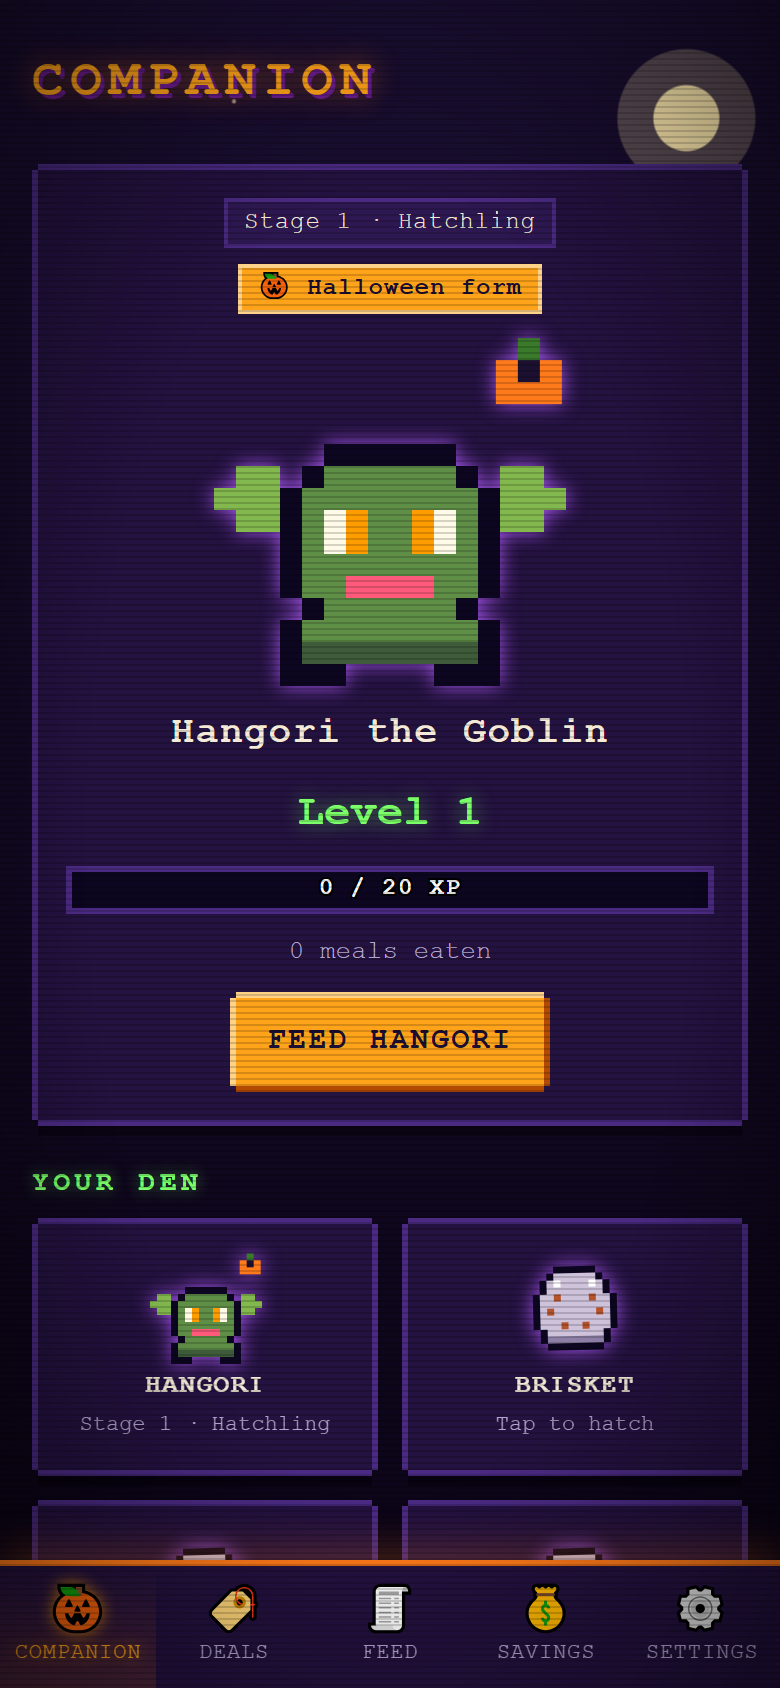 COMPANION
Stage 1 · Hatchling
Halloween form
Hangori the Goblin
Level 1
0 / 20 XP
0 meals eaten
FEED HANGORI
YOUR DEN
HANGORI
Stage 1 · Hatchling
BRISKET
Tap to hatch
COMPANION
DEALS
FEED
SAVINGS
SETTINGS